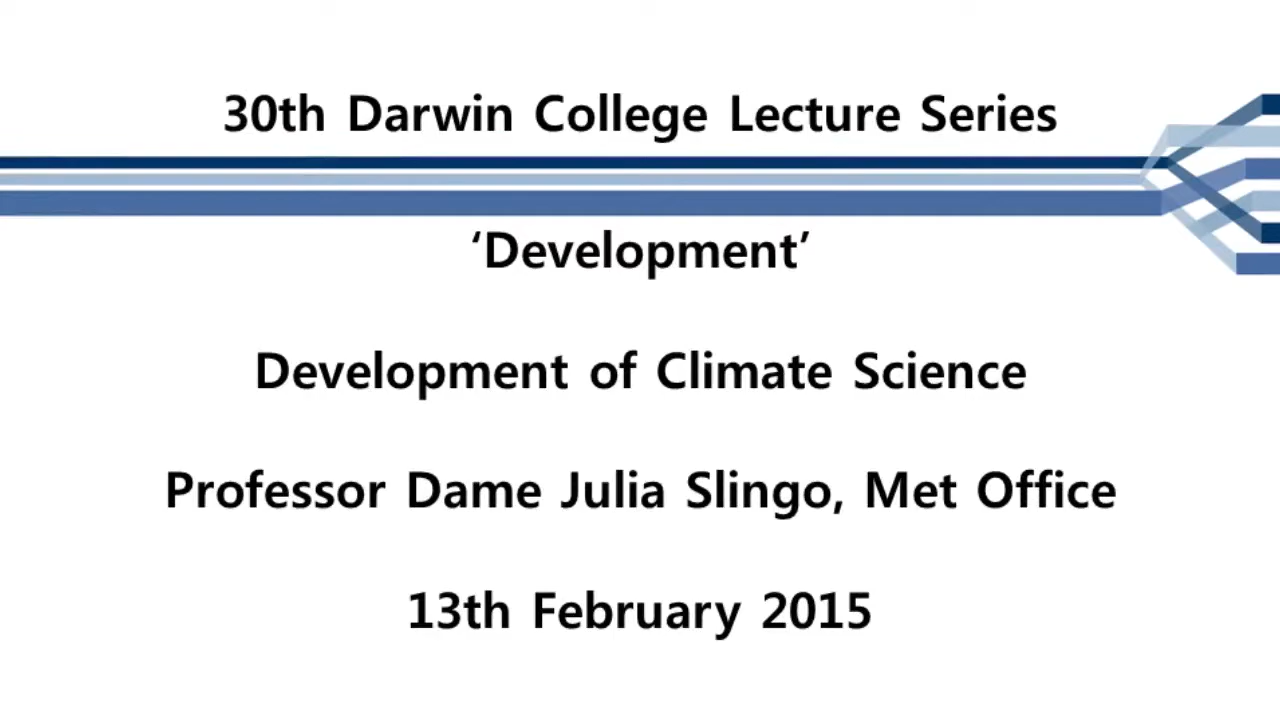 30th Darwin College Lecture Series
‘Development’
Development of Climate Science
Professor Dame Julia Slingo, Met Office
13th February 2015